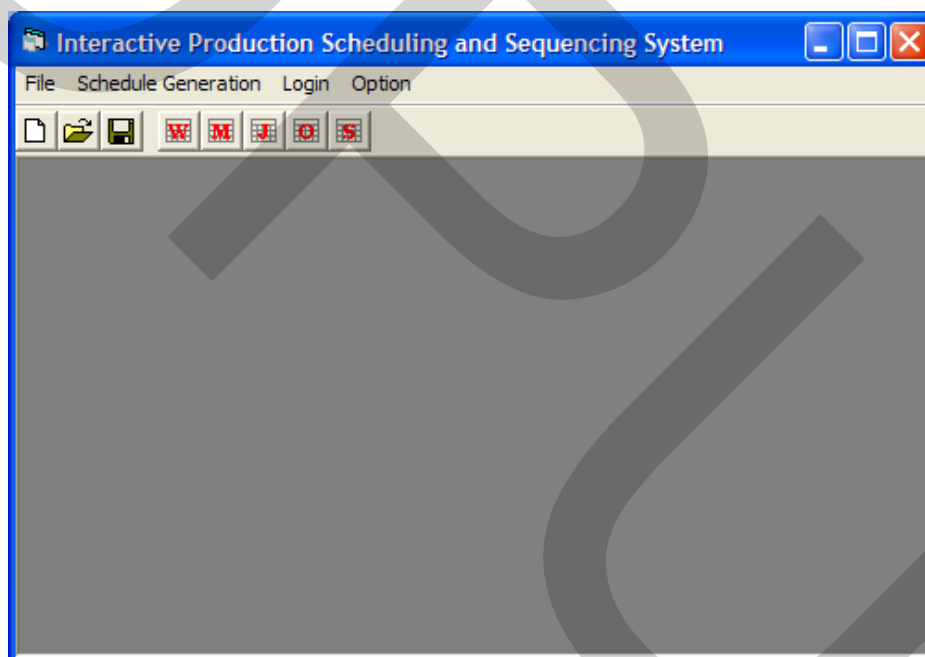 Interactive Production Scheduling and Sequencing System
File Schedule Generation Login Option
W M J O S